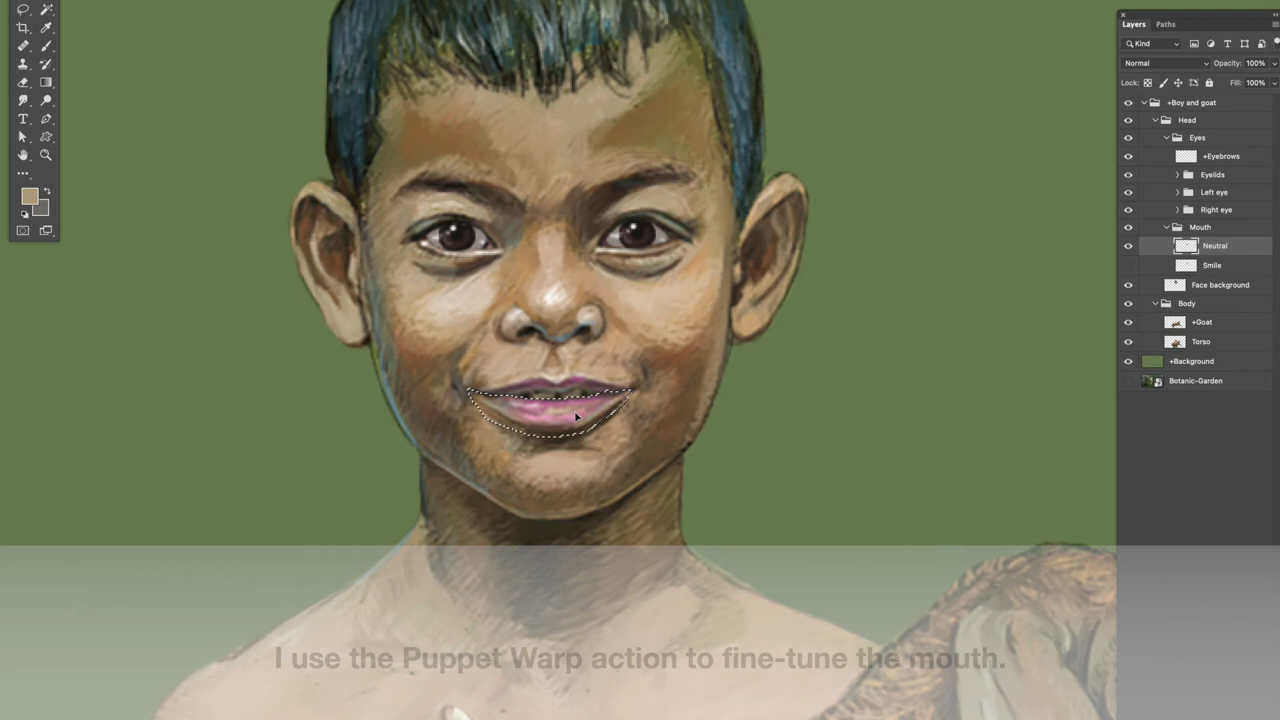 Layers Paths
Kind
Normal Opacity: 100%
Lock: Fill: 100%
+Boy and goat
Head
Eyes
+Eyebrows
Eyelids
Left eye
Right eye
Mouth
Neutral
Smile
Face background
Body
+Goat
Torso
+Background
Botanic-Garden
I use the Puppet Warp action to fine-tune the mouth.